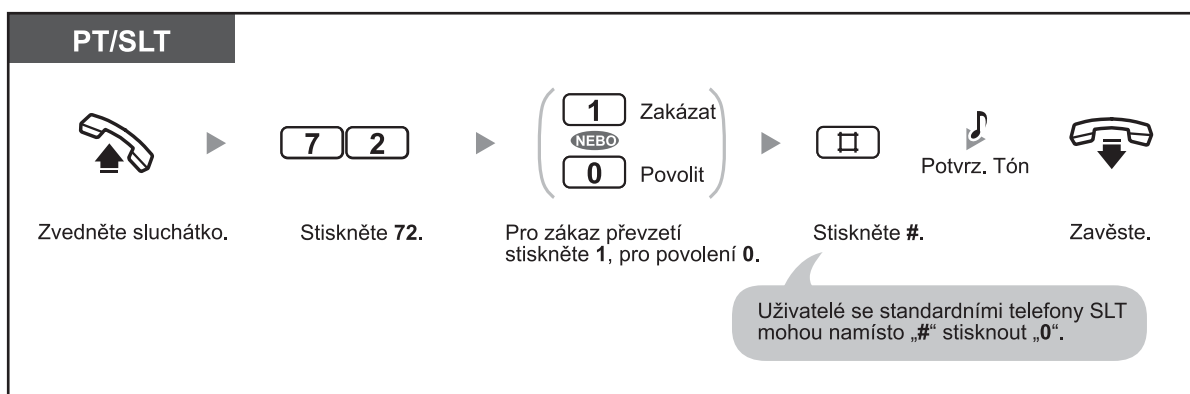 PT/SLT
7 2
1 Zakázat
NEBO
0 Povolit
Potvrz. Tón
Zvedněte sluchátko.
Stiskněte 72.
Pro zákaz převzetí
stiskněte 1, pro povolení 0.
Stiskněte #.
Zavěste.
Uživatelé se standardními telefony SLT
mohou namísto „#“ stisknout „0“.